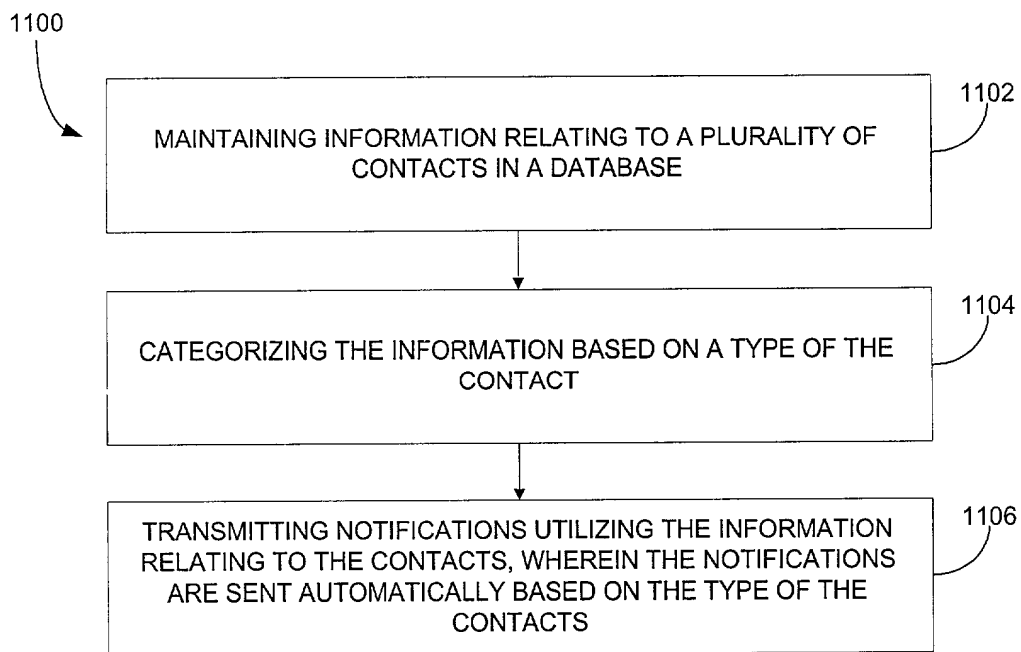 1100
1102
MAINTAINING INFORMATION RELATING TO A PLURALITY OF
CONTACTS IN A DATABASE
1104
CATEGORIZING THE INFORMATION BASED ON A TYPE OF THE
CONTACT
1106
TRANSMITTING NOTIFICATIONS UTILIZING THE INFORMATION
RELATING TO THE CONTACTS, WHEREIN THE NOTIFICATIONS
ARE SENT AUTOMATICALLY BASED ON THE TYPE OF THE
CONTACTS